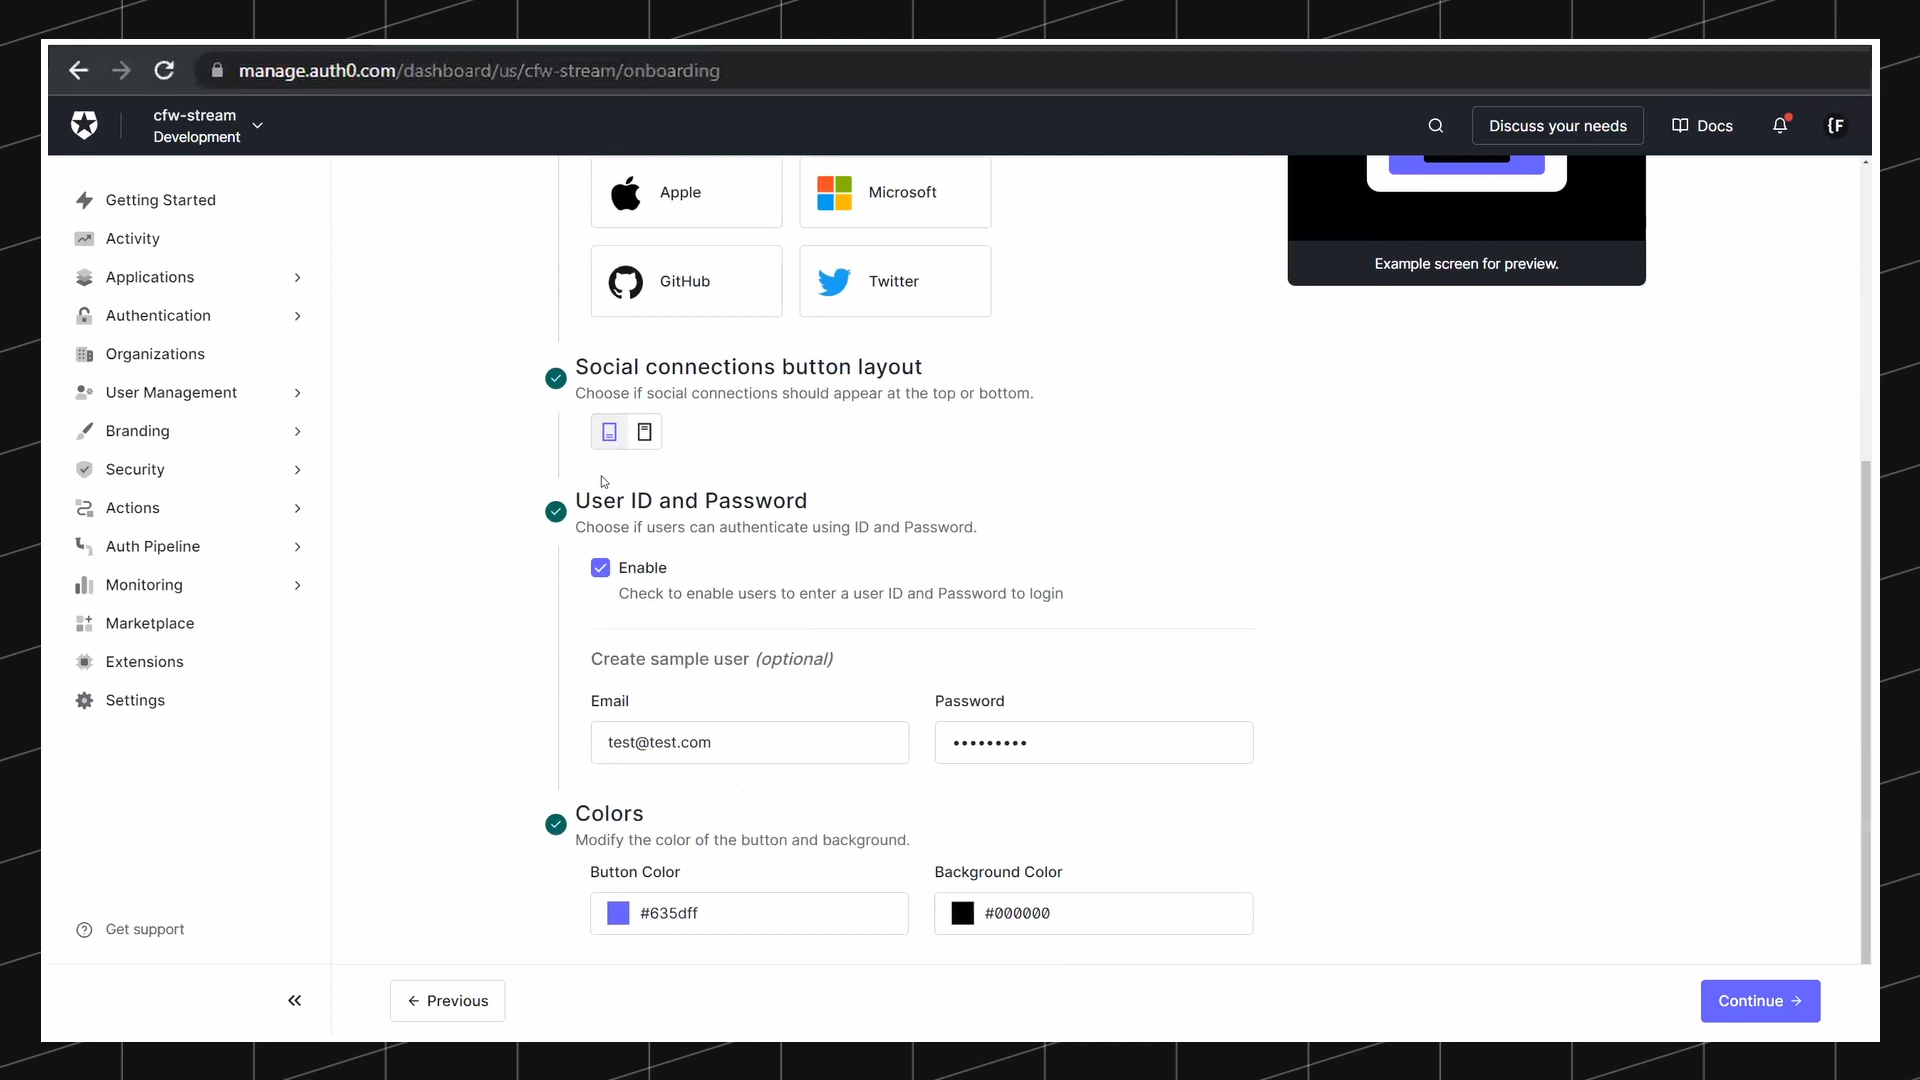 manage.auth0.com/dashboard/us/cfw-stream/onboarding
cfw-stream
Development
Discuss your needs
Docs
{F
Getting Started
Activity
Applications
Authentication
Organizations
User Management
Branding
Security
Actions
Auth Pipeline
Monitoring
Marketplace
Extensions
Settings
Get support
Apple
Microsoft
GitHub
Twitter
Example screen for preview.
Social connections button layout
Choose if social connections should appear at the top or bottom.
User ID and Password
Choose if users can authenticate using ID and Password.
Enable
Check to enable users to enter a user ID and Password to login
Create sample user (optional)
Email
Password
test@test.com
•••••••••
Colors
Modify the color of the button and background.
Button Color
Background Color
#635dff
#000000
Previous
Continue